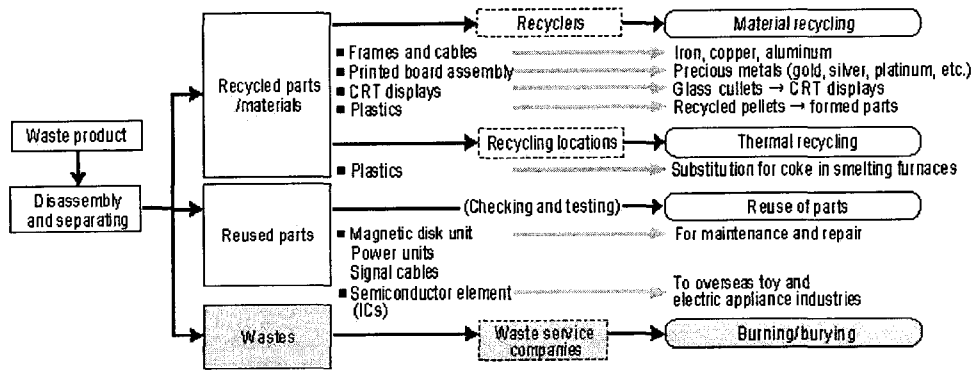 Recyclers
Material recycling
Frames and cables
Iron, copper, aluminum
Printed board assembly
Precious metals (gold, silver, platinum, etc.)
CRT displays
Glass cullets → CRT displays
Plastics
Recycled pellets → formed parts
Recycled parts
/materials
Waste product
Recycling locations
Thermal recycling
Plastics
Substitution for coke in smelting furnaces
Disassembly
and separating
(Checking and testing)
Reuse of parts
Reused parts
Magnetic disk unit
For maintenance and repair
Power units
Signal cables
Semiconductor element
(ICs)
To overseas toy and
electric appliance industries
Wastes
Waste service
companies
Burning/burying